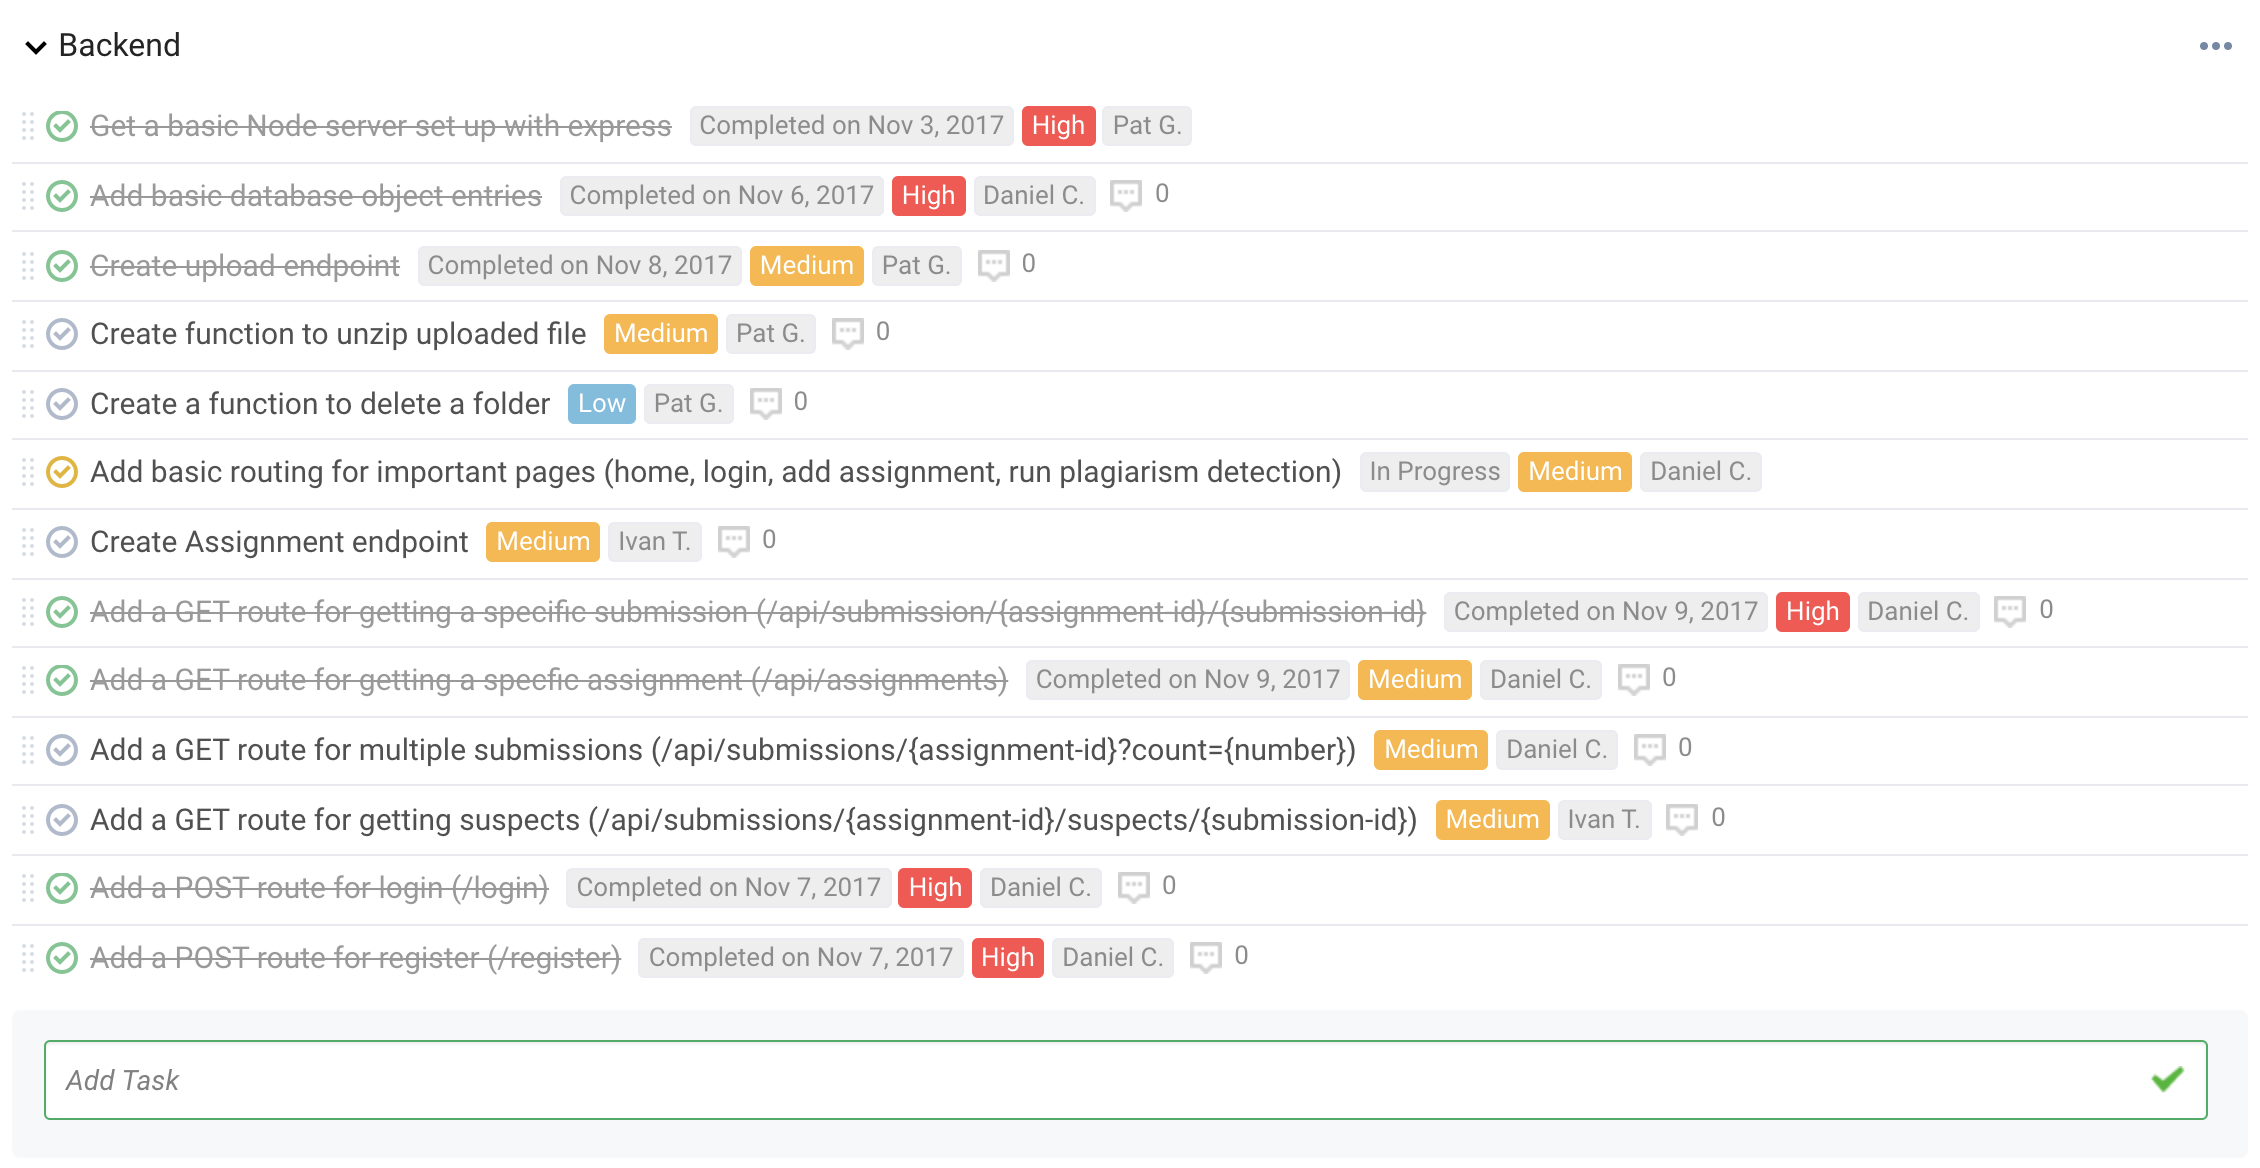 Backend
Get a basic Node server set up with express Completed on Nov 3, 2017 High Pat G.
Add basic database object entries Completed on Nov 6, 2017 High Daniel C. 0
Create upload endpoint Completed on Nov 8, 2017 Medium Pat G. 0
Create function to unzip uploaded file Medium Pat G. 0
Create a function to delete a folder Low Pat G. 0
Add basic routing for important pages (home, login, add assignment, run plagiarism detection) In Progress Medium Daniel C.
Create Assignment endpoint Medium Ivan T. 0
Add a GET route for getting a specific submission (/api/submission/{assignment-id}/{submission-id} Completed on Nov 9, 2017 High Daniel C. 0
Add a GET route for getting a specfic assignment (/api/assignments) Completed on Nov 9, 2017 Medium Daniel C. 0
Add a GET route for multiple submissions (/api/submissions/{assignment-id}?count={number}) Medium Daniel C. 0
Add a GET route for getting suspects (/api/submissions/{assignment-id}/suspects/{submission-id}) Medium Ivan T. 0
Add a POST route for login (/login) Completed on Nov 7, 2017 High Daniel C. 0
Add a POST route for register (/register) Completed on Nov 7, 2017 High Daniel C. 0
Add Task